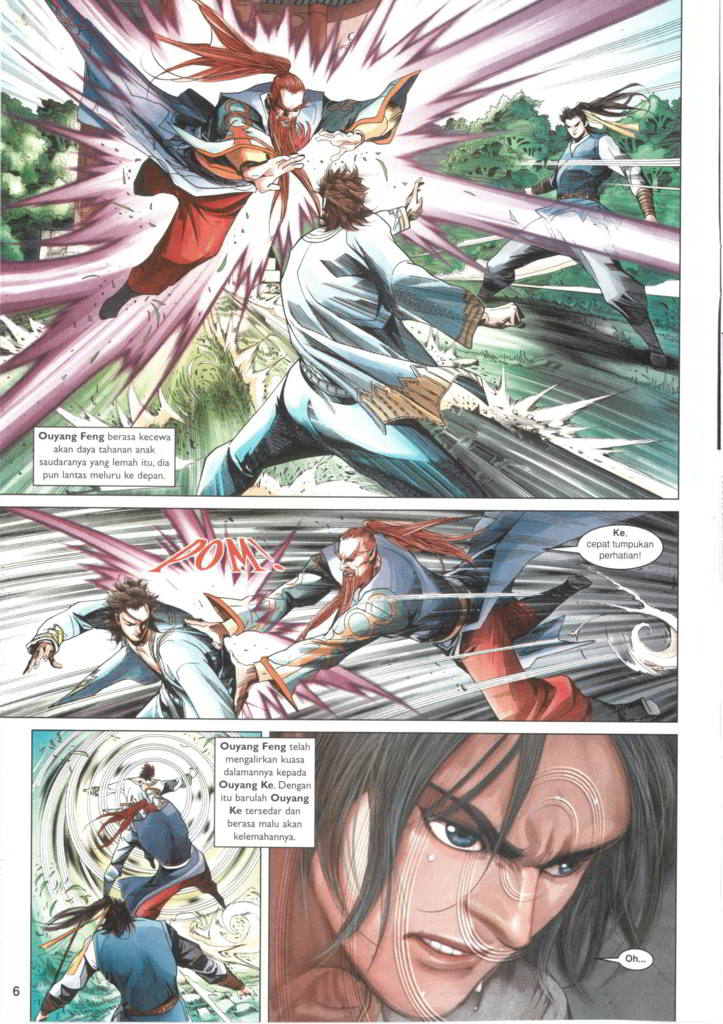 Ouyang Feng berasa kecewa
akan daya tahanan anak
saudaranya yang lemah itu, dia
pun lantas meluru ke depan.
POM!
Ke,
cepat tumpukan
perhatian!
Ouyang Feng telah
mengalirkan kuasa
dalamannya kepada
Ouyang Ke. Dengan
itu barulah Ouyang
Ke tersedar dan
berasa malu akan
kelemahannya.
Oh...
6